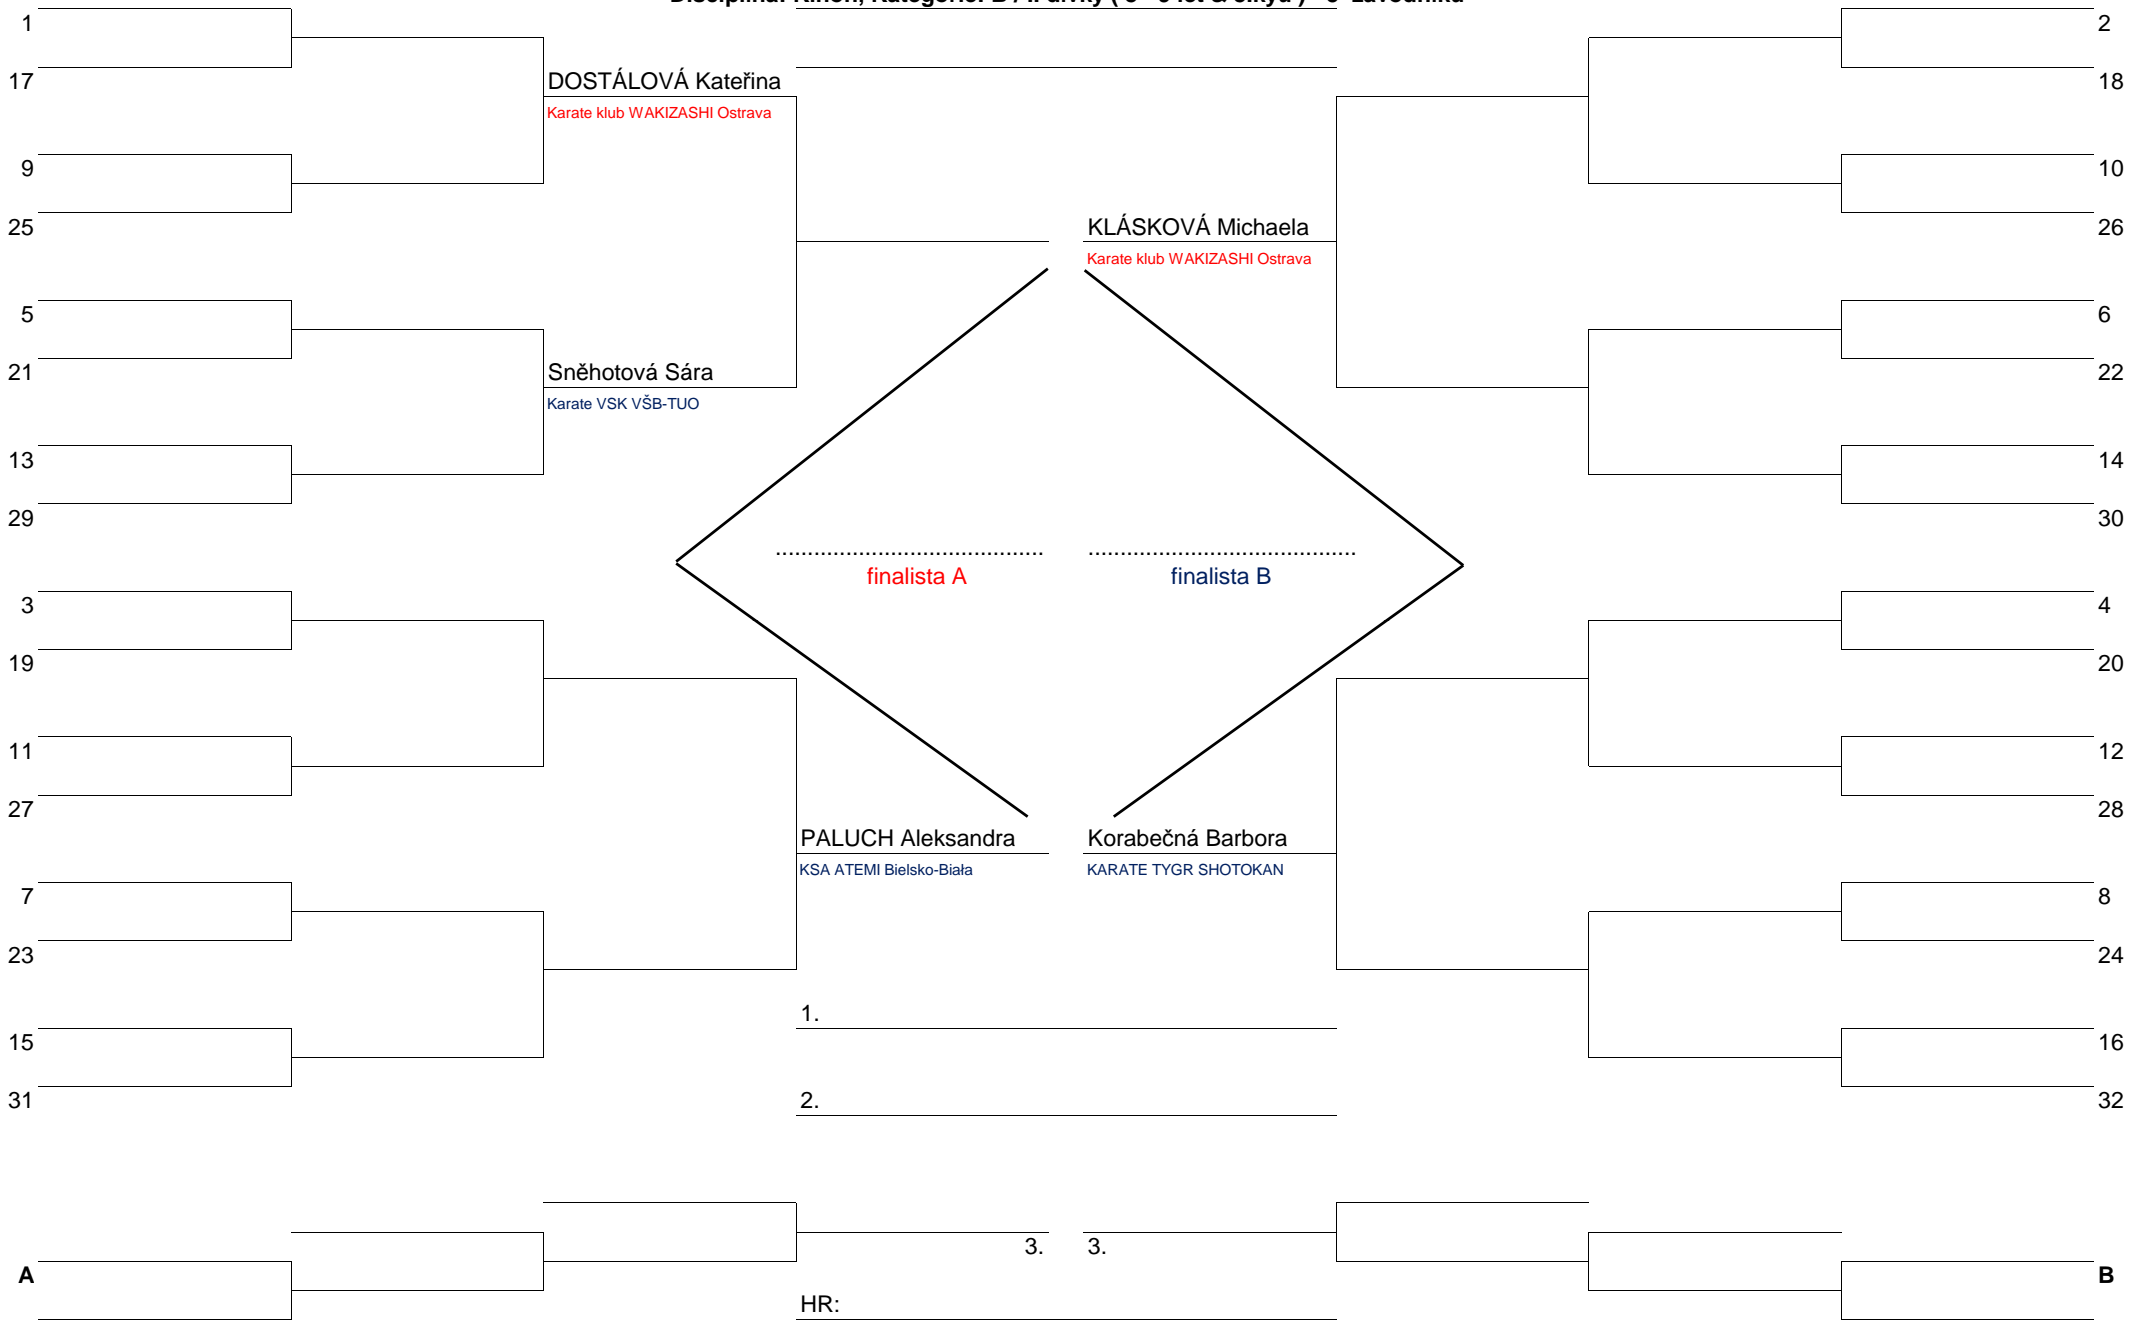 1
2
17
DOSTÁLOVÁ Kateřina
18
Karate klub WAKIZASHI Ostrava
9
10
25
KLÁSKOVÁ Michaela
26
Karate klub WAKIZASHI Ostrava
5
6
21
Sněhotová Sára
22
Karate VSK VŠB-TUO
13
14
29
30
.......................................... ..........................................
finalista A
finalista B
3
4
19
20
11
12
27
28
PALUCH Aleksandra
Korabečná Barbora
KSA ATEMI Bielsko-Biała
KARATE TYGR SHOTOKAN
7
8
23
24
1.
15
16
31
2.
32
3.
3.
A
B
HR: